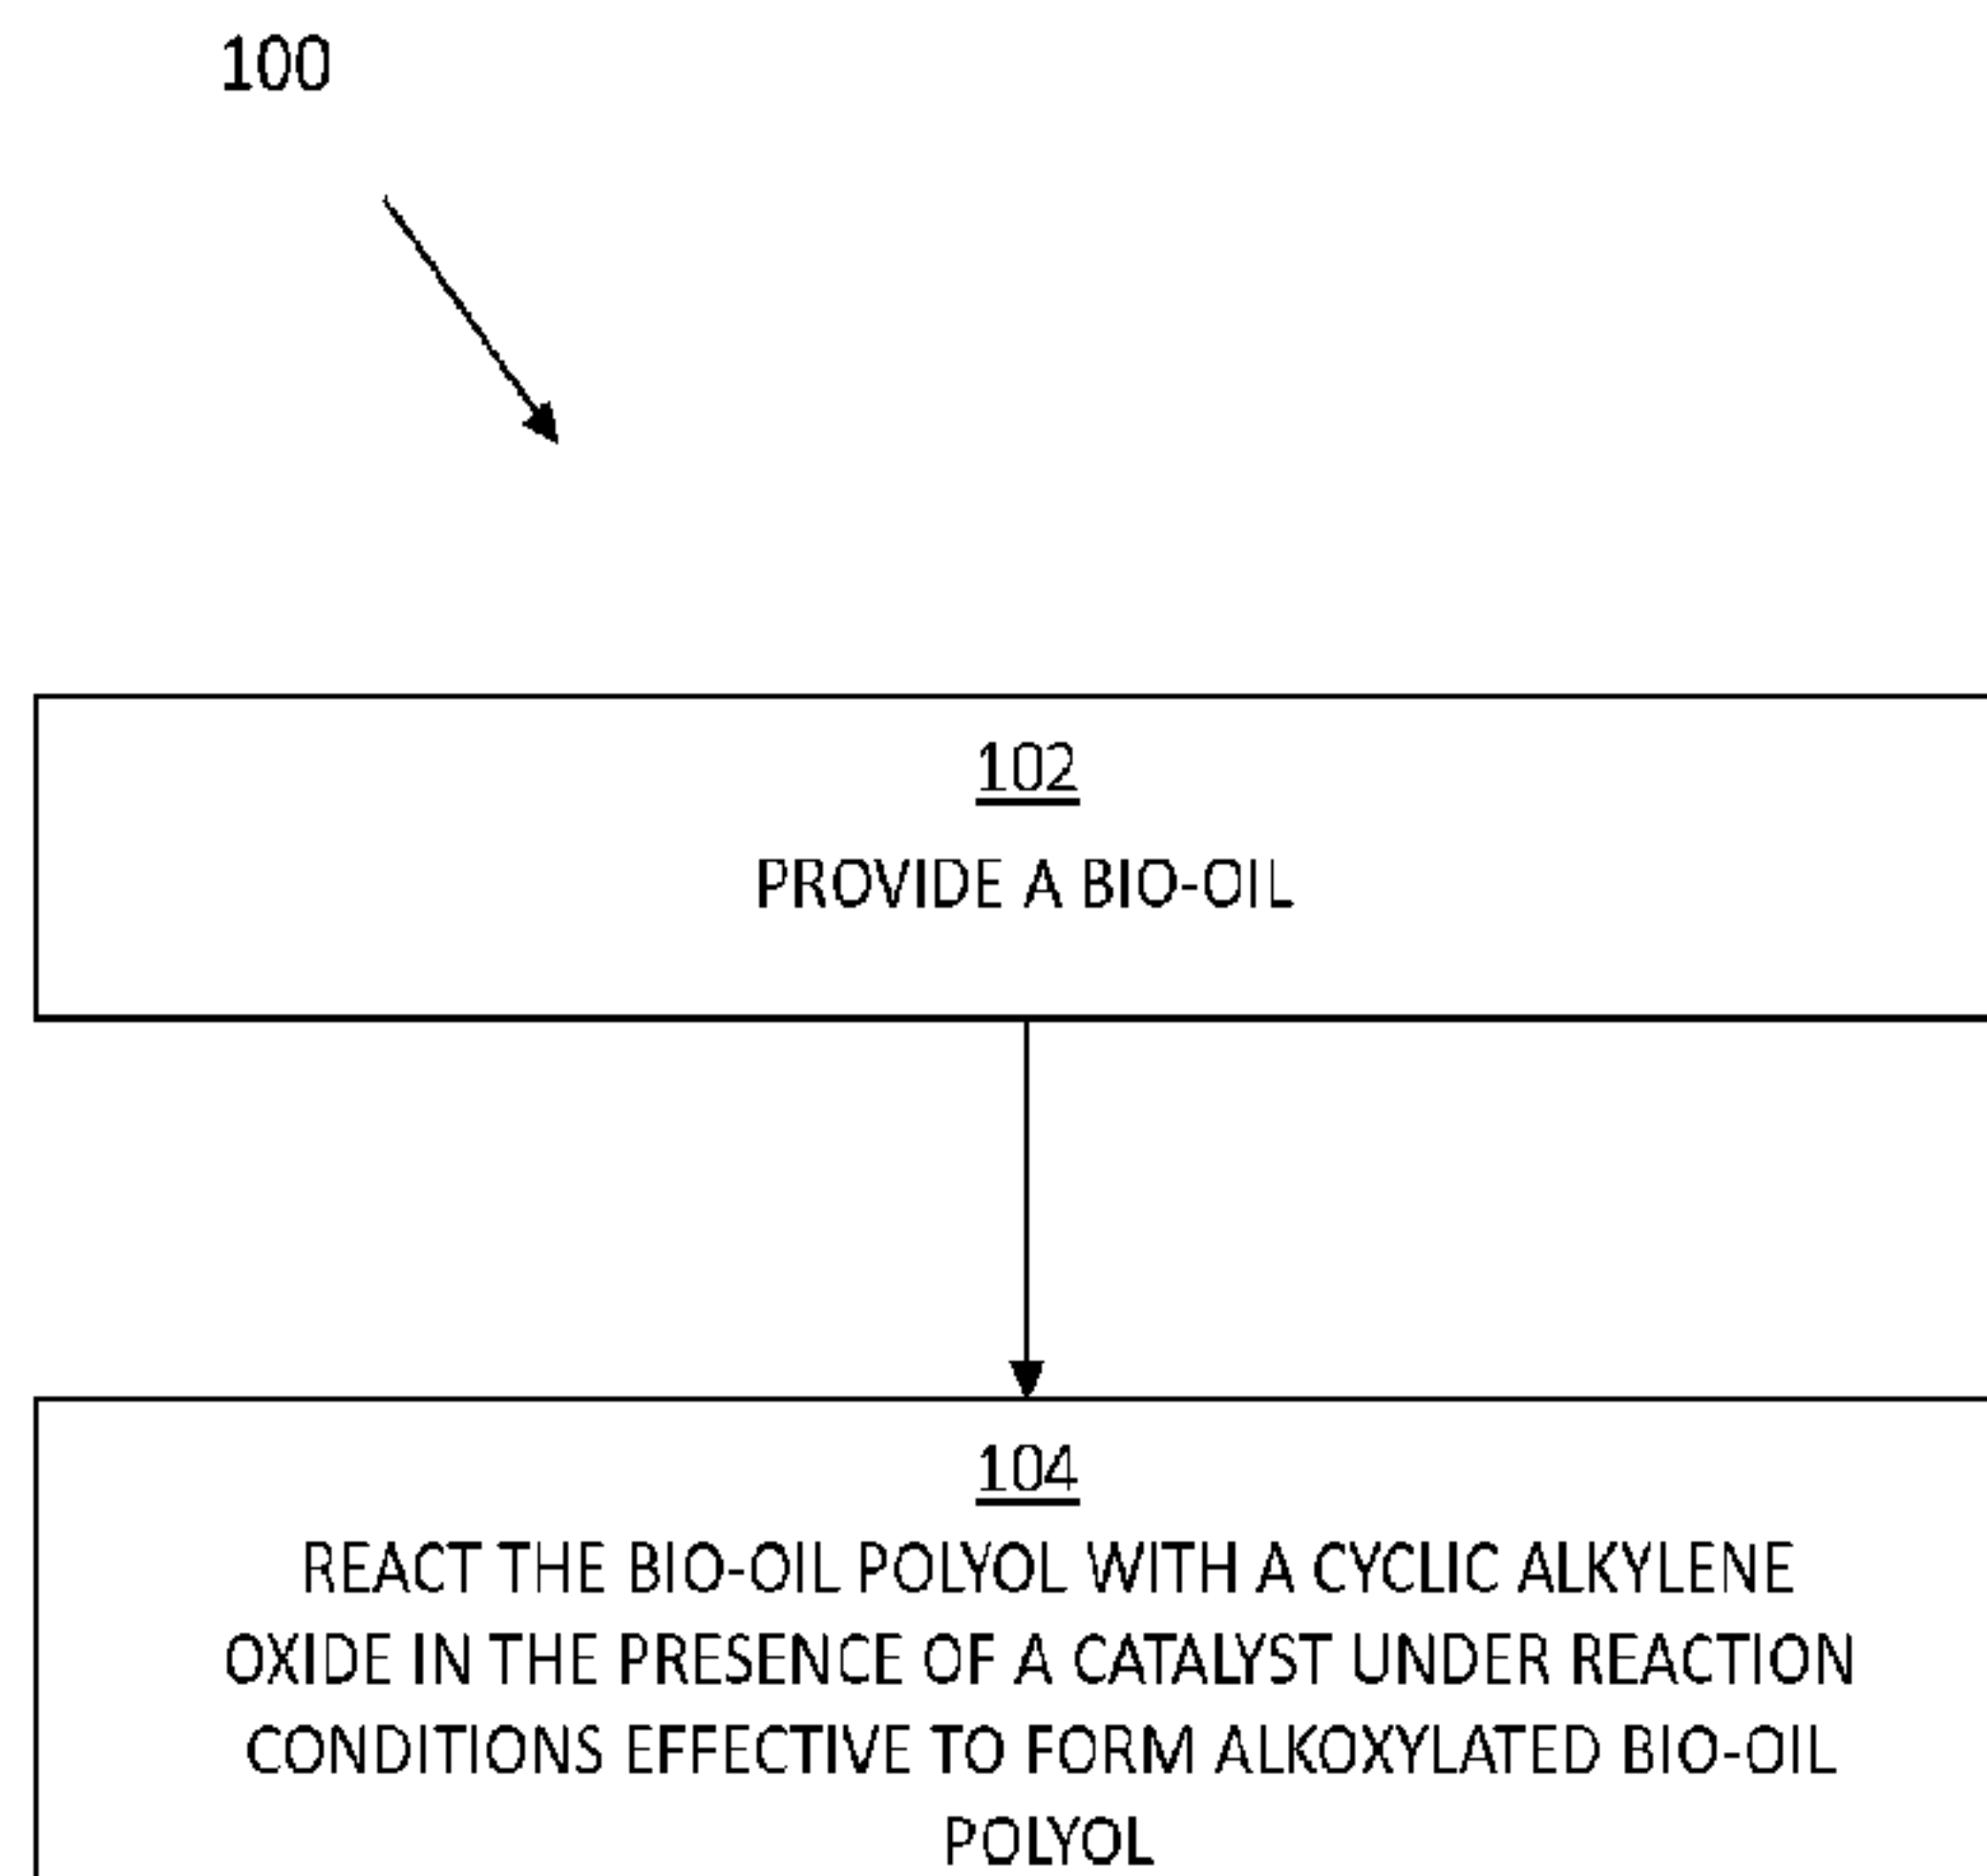 100
102
PROVIDE A BIO-OIL
104
REACT THE BIO-OIL POLYOL WITH A CYCLIC ALKYLENE
OXIDE IN THE PRESENCE OF A CATALYST UNDER REACTION
CONDITIONS EFFECTIVE TO FORM ALKOXYLATED BIO-OIL
POLYOL